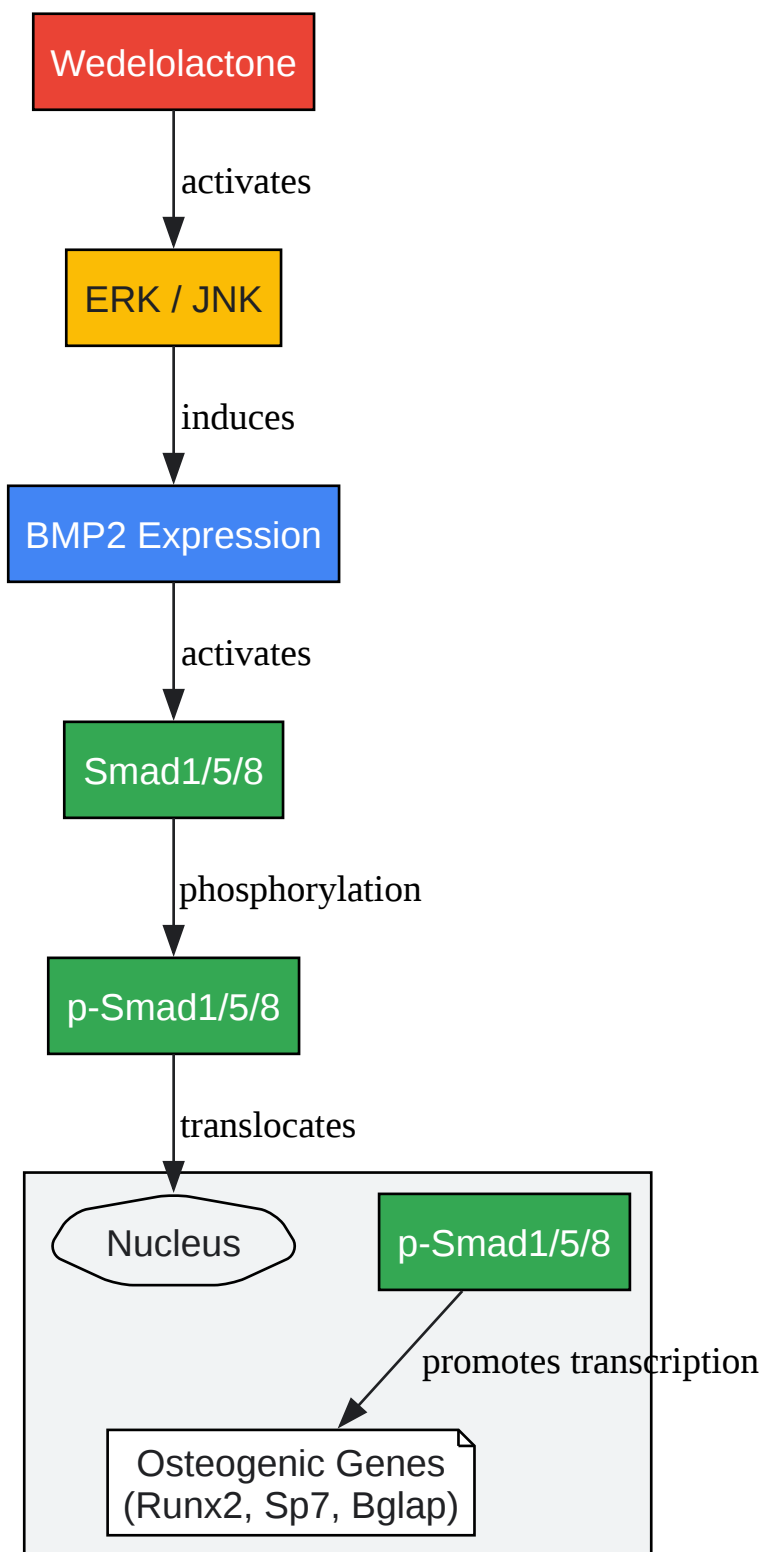 Wedelolactone
activates
ERK / JNK
induces
BMP2 Expression
activates
Smad1/5/8
phosphorylation
p-Smad1/5/8
translocates
Nucleus
p-Smad1/5/8
promotes transcription
Osteogenic Genes
(Runx2, Sp7, Bglap)